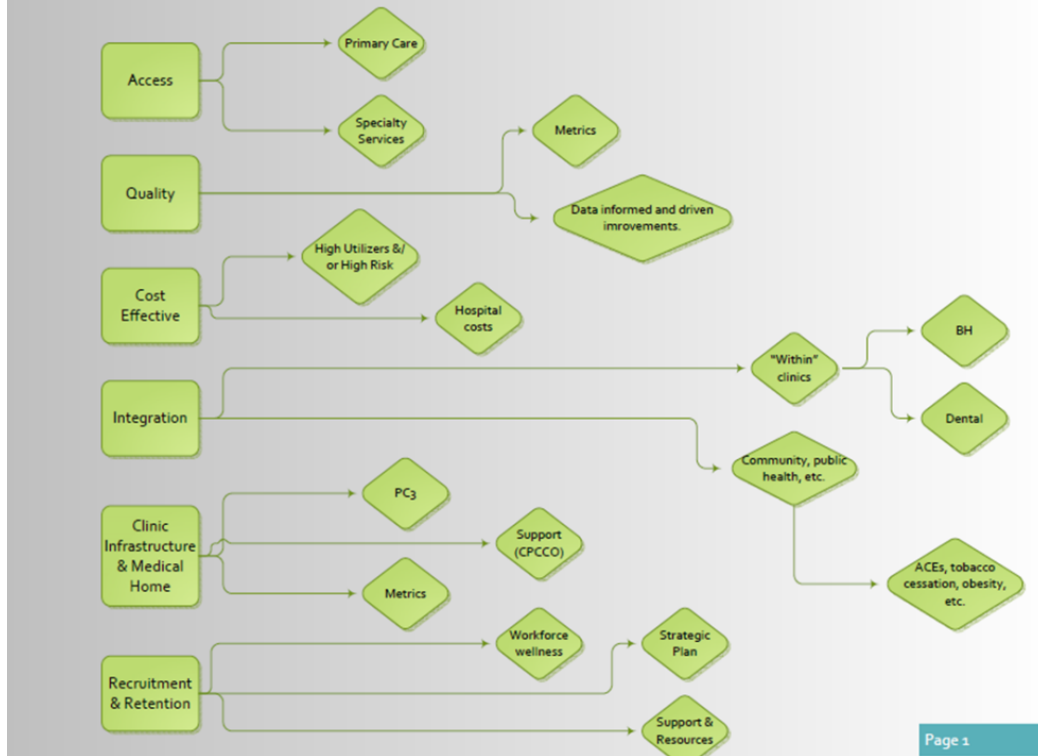 Primary Care
Access
Specialty
Services
Metrics
Quality
Data informed and driven
imrovements.
High Utilizers &/
or High Risk
Cost
Effective
Hospital
costs
BH
"Within"
clinics
Integration
Dental
Community, public
health, etc.
PC3
Clinic
Infrastructure
& Medical
Home
Support
(CPCCO)
Metrics
ACEs, tobacco
cessation, obesity,
etc.
Workforce
wellness
Strategic
Plan
Recruitment
& Retention
Support &
Resources
Page 1